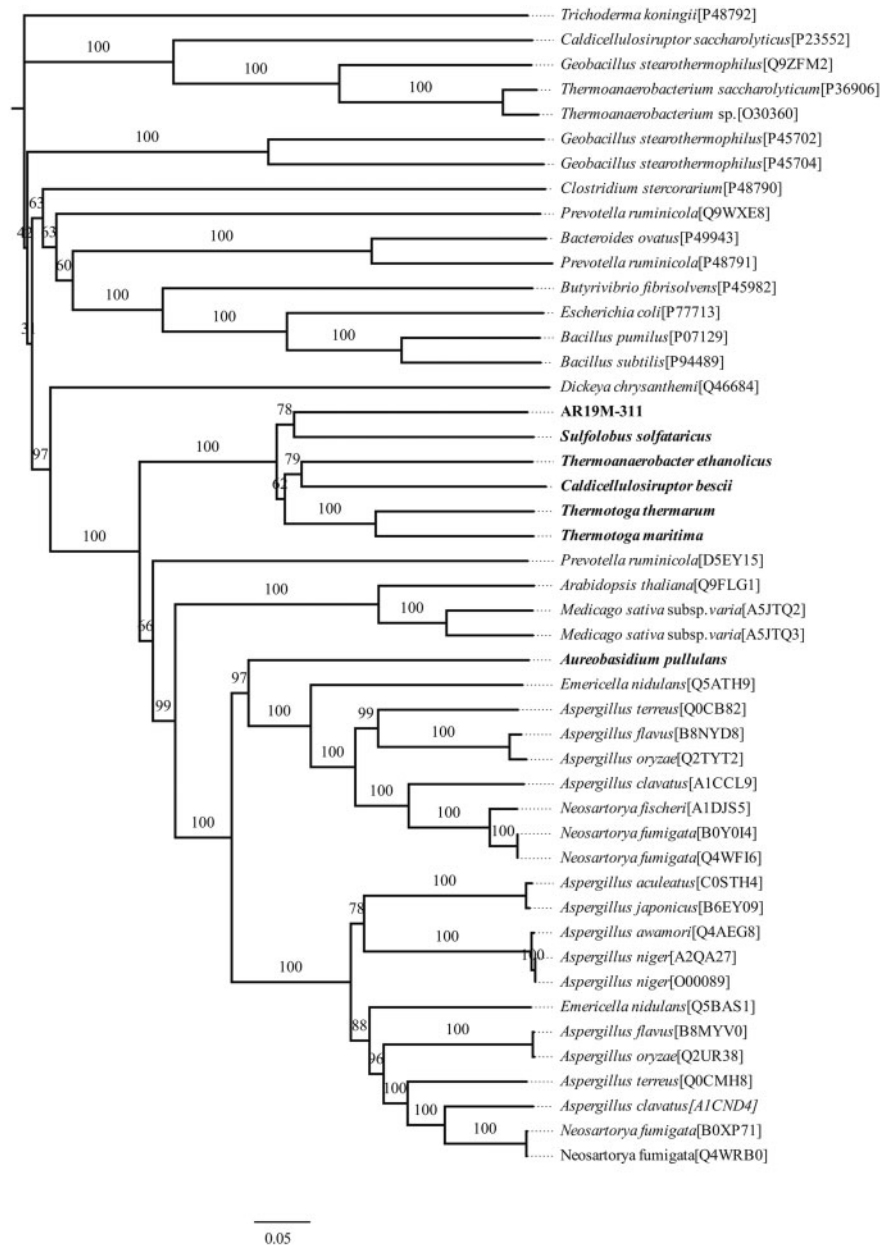 Trichoderma koningii[P48792]
100
Caldicellulosiruptor saccharolyticus[P23552]
100
Geobacillus stearothermophilus[Q9ZFM2]
100
Thermoanaerobacterium saccharolyticum[P36906]
Thermoanaerobacterium sp.[O30360]
100
Geobacillus stearothermophilus[P45702]
Geobacillus stearothermophilus[P45704]
Clostridium stercorarium[P48790]
63
Prevotella ruminicola[Q9WXE8]
42
53
Bacteroides ovatus[P49943]
100
Prevotella ruminicola[P48791]
60
Butyrivibrio fibrisolvens[P45982]
100
Escherichia coli[P77713]
100
31
Bacillus pumilus[P07129]
100
Bacillus subtilis[P94489]
Dickeya chrysanthemi[Q46684]
78
AR19M-311
Sulfolobus solfataricus
97
100
79
Thermoanaerobacter ethanolicus
62
Caldicellulosiruptor bescii
100
Thermotoga thermarum
100
Thermotoga maritima
Prevotella ruminicola[D5EY15]
Arabidopsis thaliana[Q9FLG1]
100
Medicago sativa subsp.varia[A5JTQ2]
100
66
Medicago sativa subsp.varia[A5JTQ3]
Aureobasidium pullulans
97
Emericella nidulans[Q5ATH9]
99
100
99
Aspergillus terreus[Q0CB82]
Aspergillus flavus[B8NYD8]
100
Aspergillus oryzae[Q2TYT2]
Aspergillus clavatus[A1CCL9]
100
100
Neosartorya fischeri[A1DJS5]
100
100
Neosartorya fumigata[B0Y0I4]
Neosartorya fumigata[Q4WFI6]
100
Aspergillus aculeatus[C0STH4]
78
Aspergillus japonicus[B6EY09]
Aspergillus awamori[Q4AEG8]
100
100
Aspergillus niger[A2QA27]
100
Aspergillus niger[O00089]
Emericella nidulans[Q5BAS1]
88
100
Aspergillus flavus[B8MYV0]
96
Aspergillus oryzae[Q2UR38]
100
Aspergillus terreus[Q0CMH8]
100
Aspergillus clavatus[A1CND4]
100
Neosartorya fumigata[B0XP71]
Neosartorya fumigata[Q4WRB0]
0.05